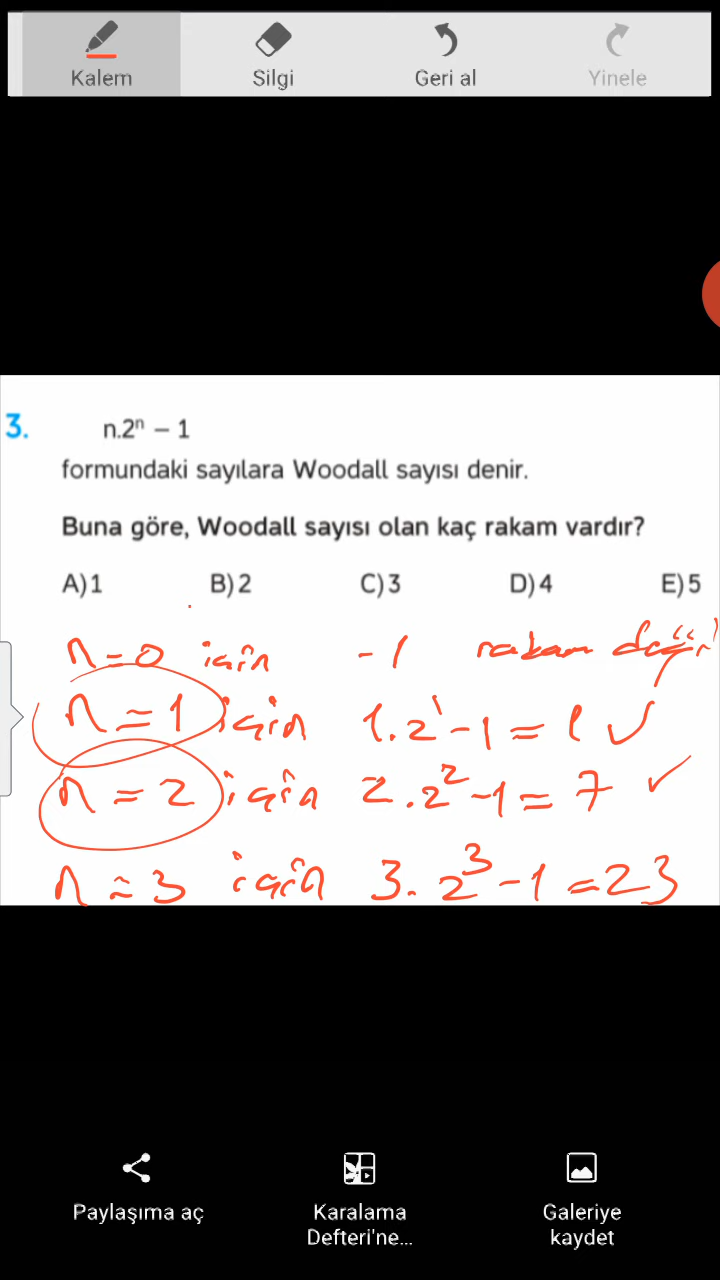 Kalem Silgi Geri al Yinele
3. n.2ⁿ – 1
formundaki sayılara Woodall sayısı denir.
Buna göre, Woodall sayısı olan kaç rakam vardır?
A) 1 B) 2 C) 3 D) 4 E) 5
n=0 için -1 rakam değil
n=1 için 1.2¹-1=1 ✓
n=2 için 2.2²-1=7 ✓
n=3 için 3.2³-1=23
Paylaşıma aç Karalama Galeriye
Defteri'ne... kaydet